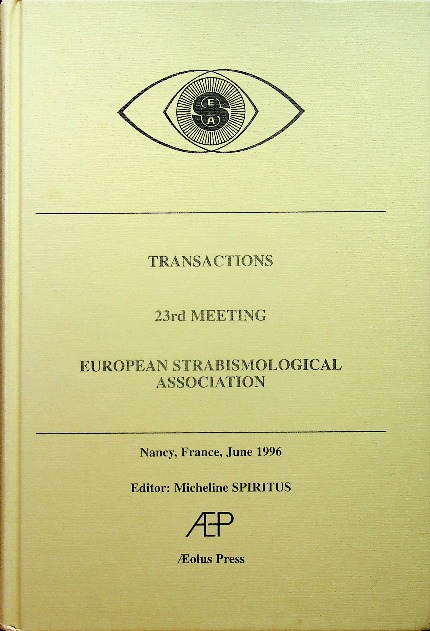 E
S
A
TRANSACTIONS
23rd MEETING
EUROPEAN STRABISMOLOGICAL
ASSOCIATION
Nancy, France, June 1996
Editor: Micheline SPIRITUS
ÆP
Æolus Press